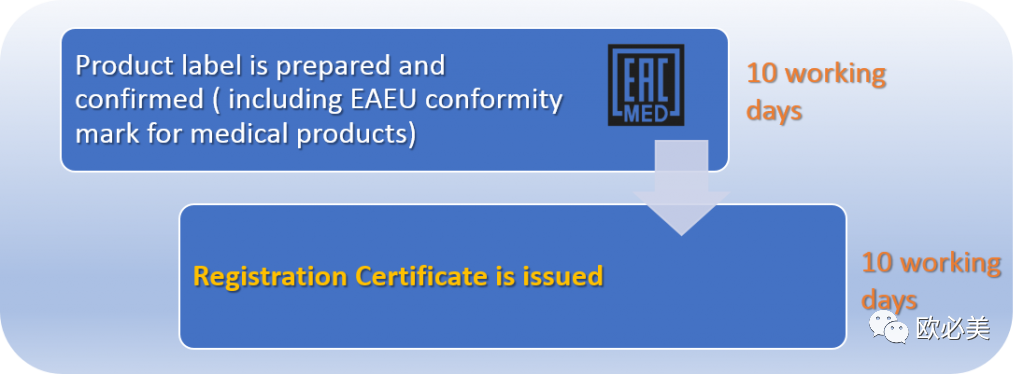 Product label is prepared and
confirmed ( including EAEU conformity
mark for medical products)
EAC
MED
10 working
days
Registration Certificate is issued
10 working
days
欧必美